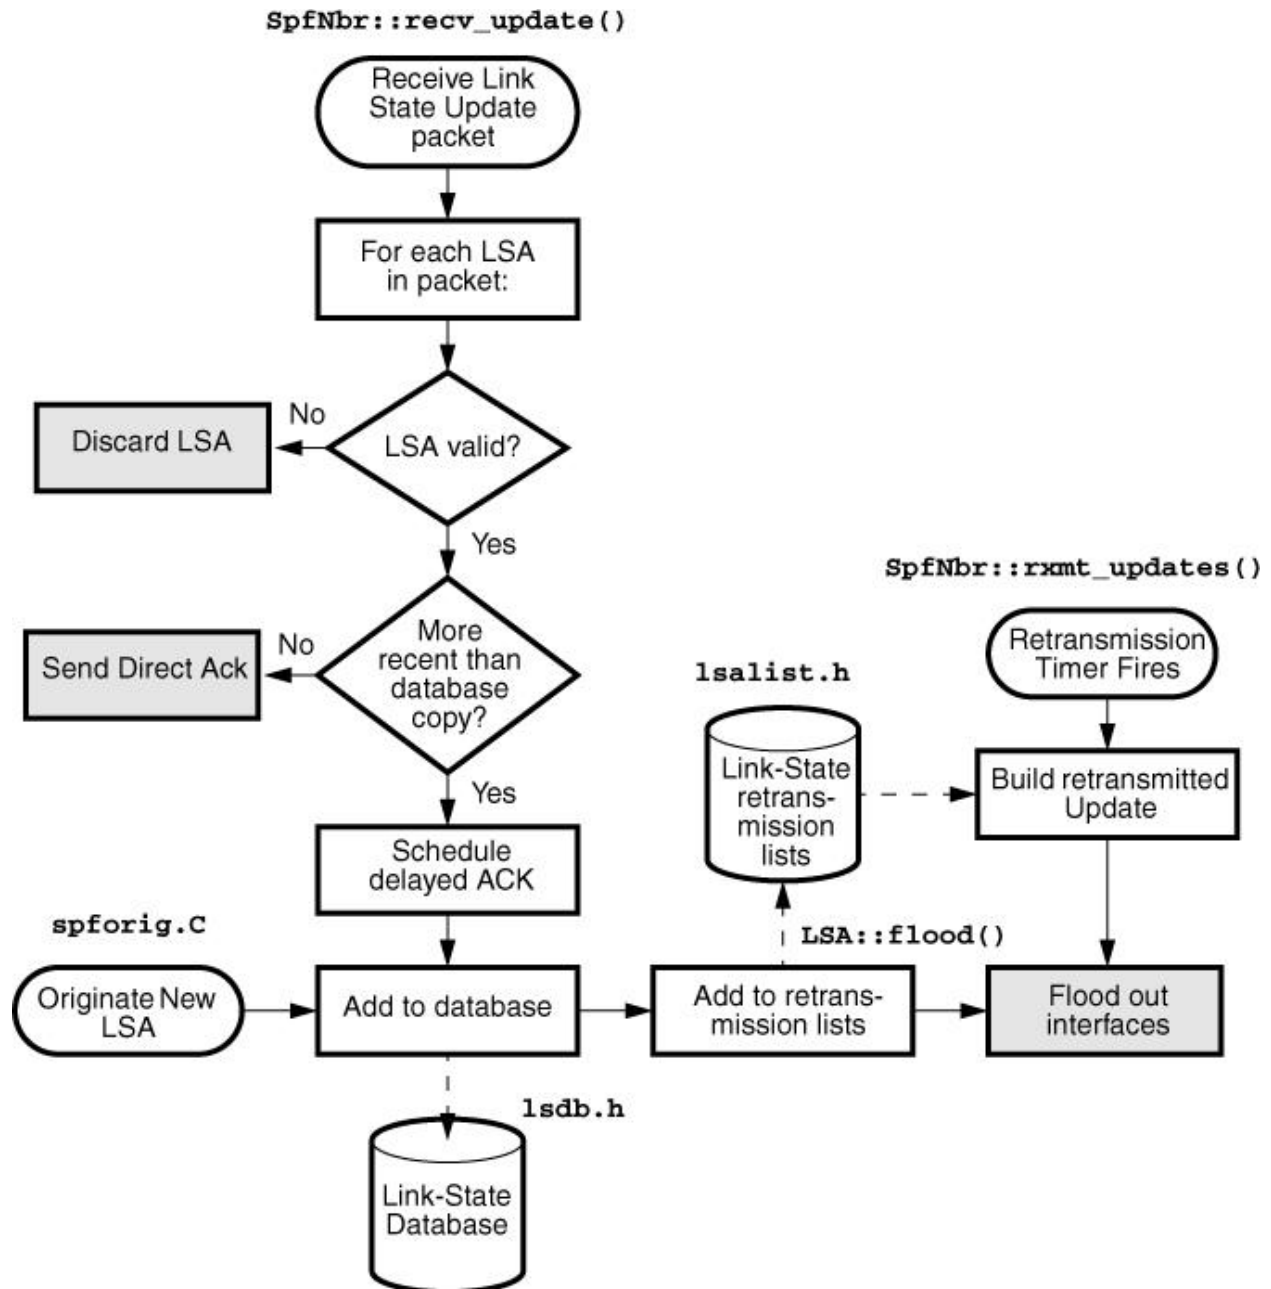 SpfNbr::recv_update()
Receive Link
State Update
packet
For each LSA
in packet:
No
Discard LSA
LSA valid?
Yes
SpfNbr::rxmt_updates()
No
Send Direct Ack
More
recent than
database
copy?
Retransmission
Timer Fires
lsalist.h
Link-State
retrans-
mission
lists
Build retransmitted
Update
Yes
Schedule
delayed ACK
spforig.C
LSA::flood()
Originate New
LSA
Add to database
Add to retrans-
mission lists
Flood out
interfaces
lsdb.h
Link-State
Database